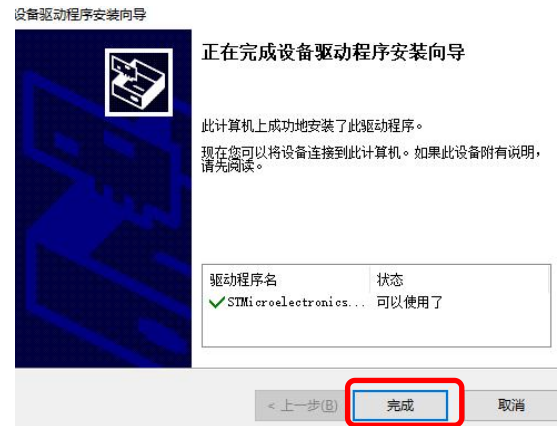 设备驱动程序安装向导
正在完成设备驱动程序安装向导
此计算机上成功地安装了此驱动程序。
现在您可以将设备连接到此计算机。如果此设备附有说明，
请先阅读。
驱动程序名 状态
STMicroelectronics... 可以使用了
< 上一步(B) 完成 取消